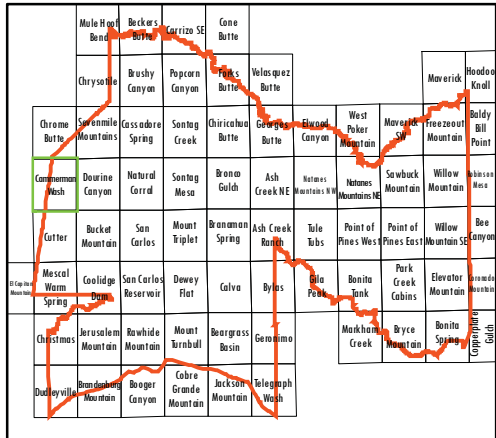 Mule Hoof Bend
Beckers Butte
Carrizo SE
Cone Butte
Chrysotile
Brushy Canyon
Popcorn Canyon
Forks Butte
Velasquez Butte
Maverick
Hoodoo Knoll
Chrome Butte
Sevenmile Mountains
Cassadore Spring
Sontag Creek
Chiricahua Butte
Georges Butte
Elwood Canyon
West Poker Mountain
Maverick SW
Freezeout Mountain
Baldy Bill Point
Cammerman Wash
Dourine Canyon
Natural Corral
Sontag Mesa
Bronco Gulch
Ash Creek NE
Natanes Mountains NW
Natanes Mountains NE
Sawbuck Mountain
Willow Mountain
Robinson Mesa
Cutter
Bucket Mountain
San Carlos
Mount Triplet
Branaman Spring
Ash Creek Ranch
Tule Tubs
Point of Pines West
Point of Pines East
Willow Mountain SE
Bee Canyon
El Capitan Mountain
Mescal Warm Spring
Coolidge Dam
San Carlos Reservoir
Dewey Flat
Calva
Bylas
Gila Peak
Bonita Tank
Park Creek Cabins
Elevator Mountain
Coronado Mountain
Christmas
Jerusalem Mountain
Rawhide Mountain
Mount Turnbull
Beargrass Basin
Geronimo
Markham Creek
Bryce Mountain
Bonita Spring
Copperplate Gulch
Dudleyville
Brandenburg Mountain
Booger Canyon
Cobre Grande Mountain
Jackson Mountain
Telegraph Wash